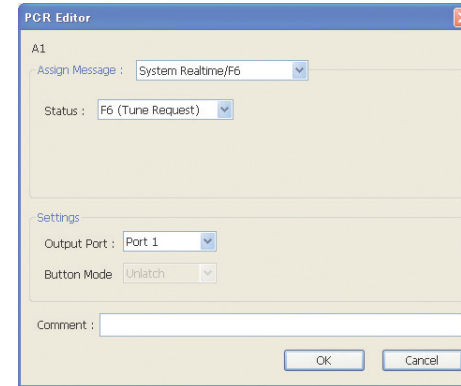 PCR Editor
A1
Assign Message : System Realtime/F6
Status : F6 (Tune Request)
Settings
Output Port : Port 1
Button Mode Unlatch
Comment :
OK Cancel